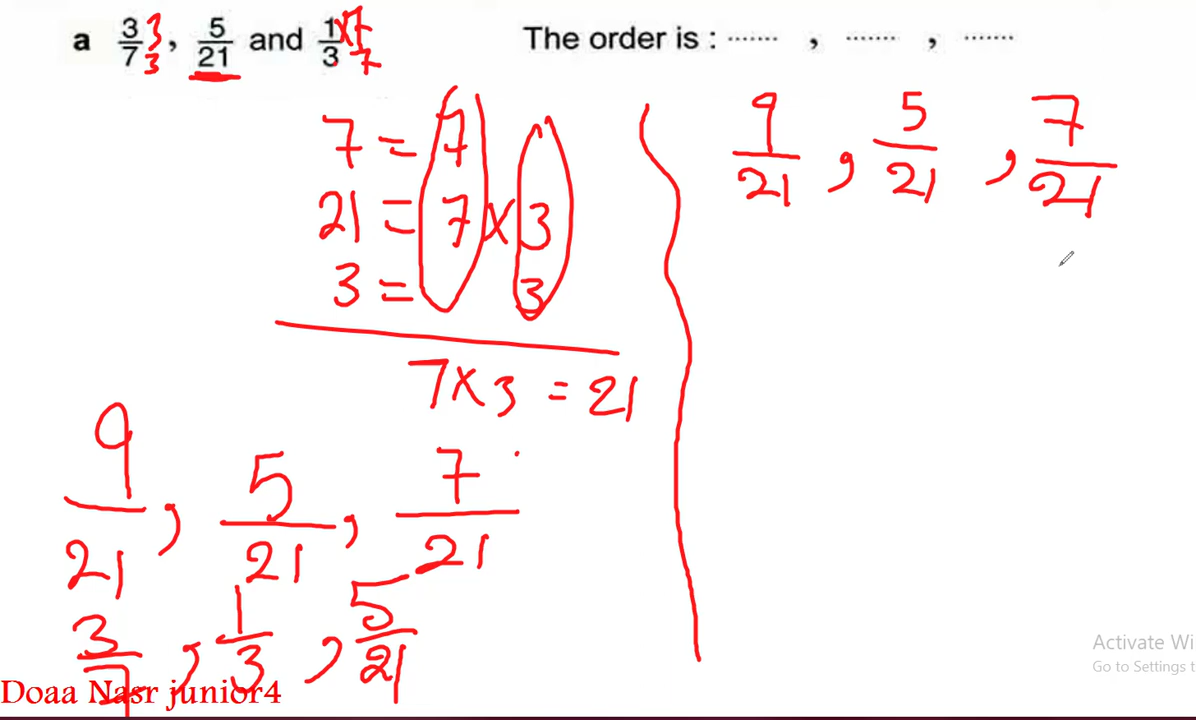 a 3/7 3/3, 5/21 and 1/3 × 7/7 The order is : ........ , ........ , ........
7 = 7
21 = 7 × 3
3 = 3
7 × 3 = 21
9/21 , 5/21 , 7/21
3/7 , 1/3 , 5/21
9/21 , 5/21 , 7/21
Doaa Nasr junior4
Activate Wi
Go to Settings t